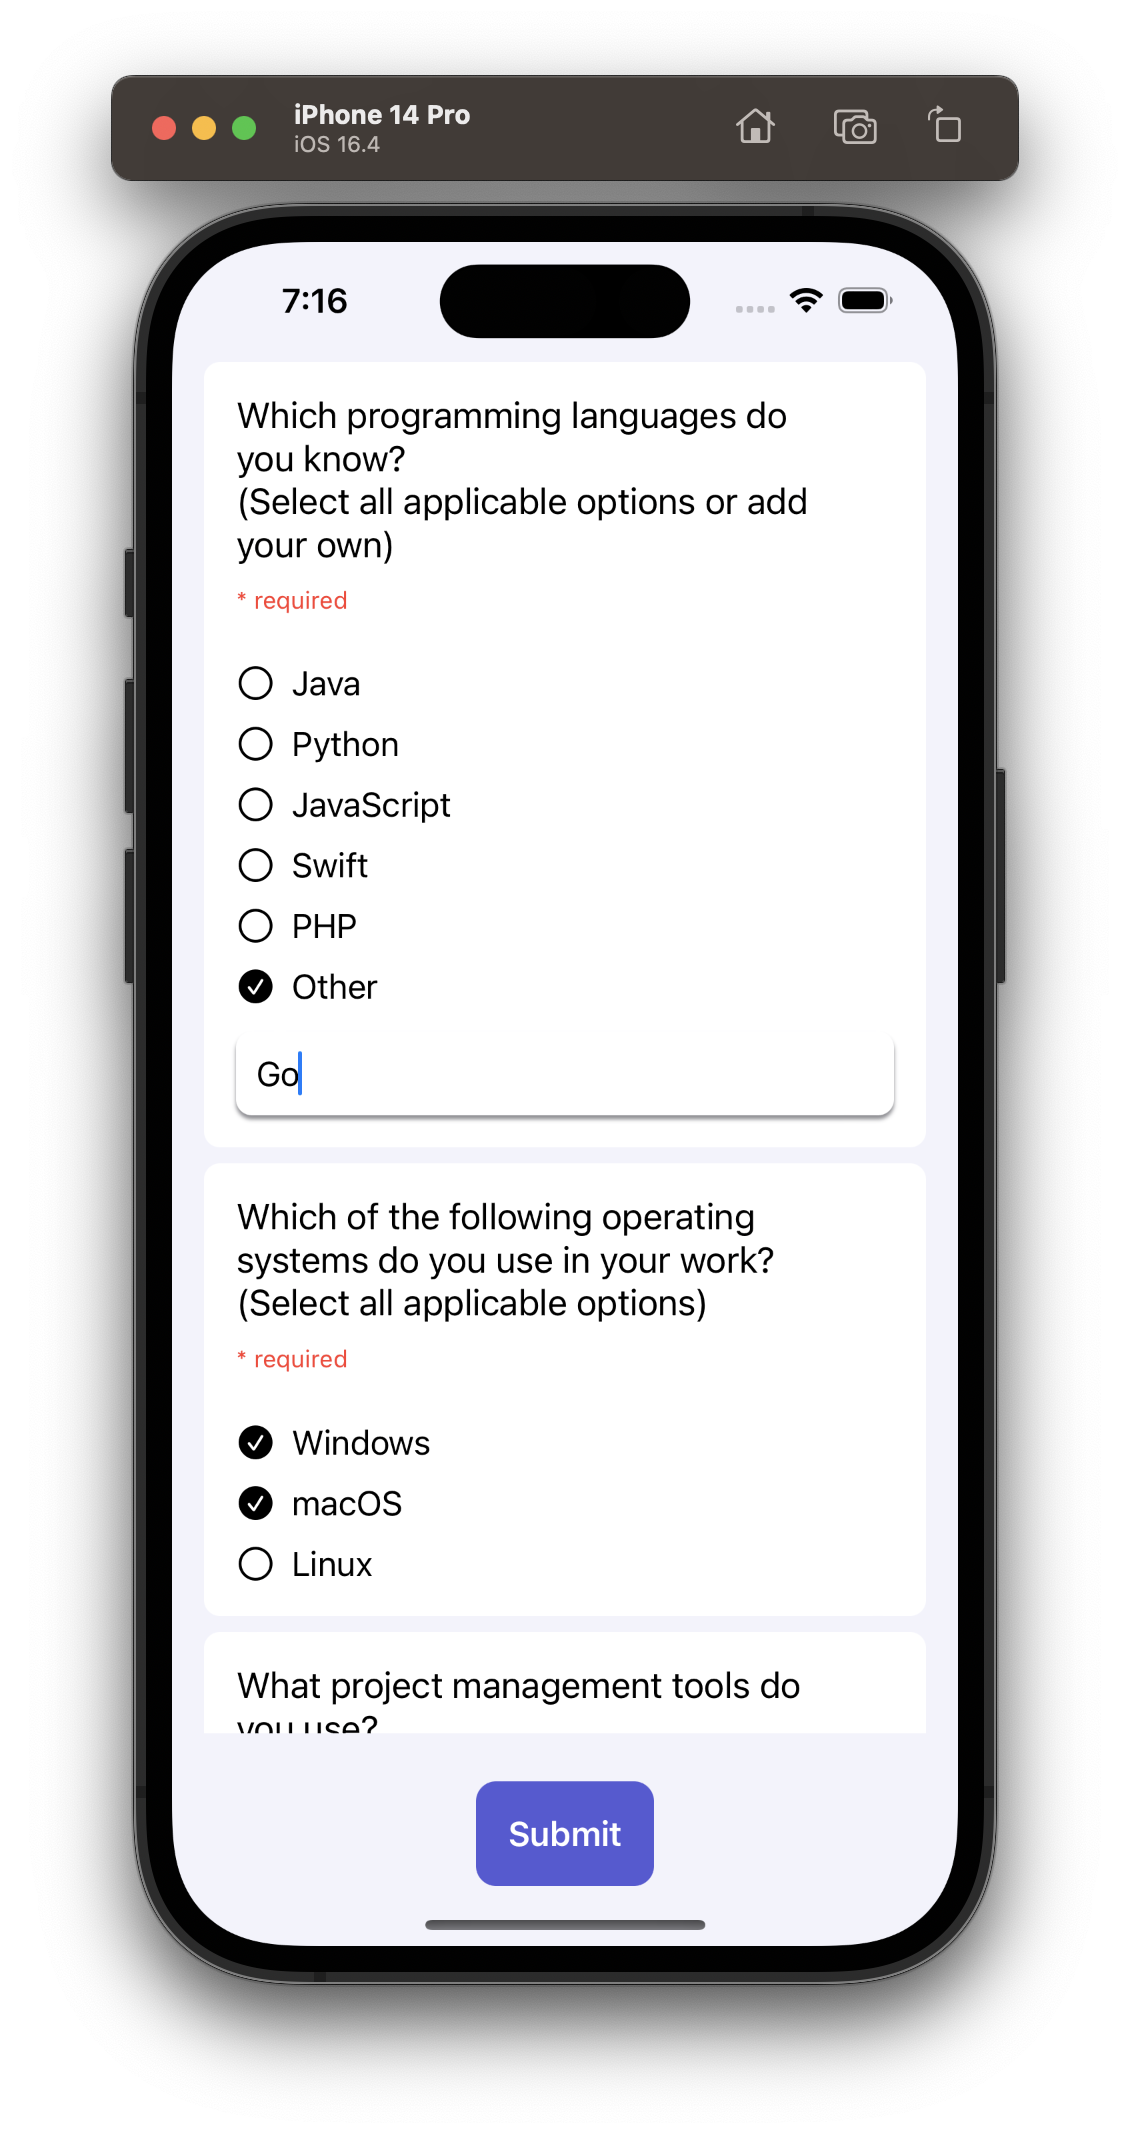 iPhone 14 Pro
iOS 16.4
7:16
Which programming languages do
you know?
(Select all applicable options or add
your own)
* required
Java
Python
JavaScript
Swift
PHP
Other
Go
Which of the following operating
systems do you use in your work?
(Select all applicable options)
* required
Windows
macOS
Linux
What project management tools do
you use?
Submit